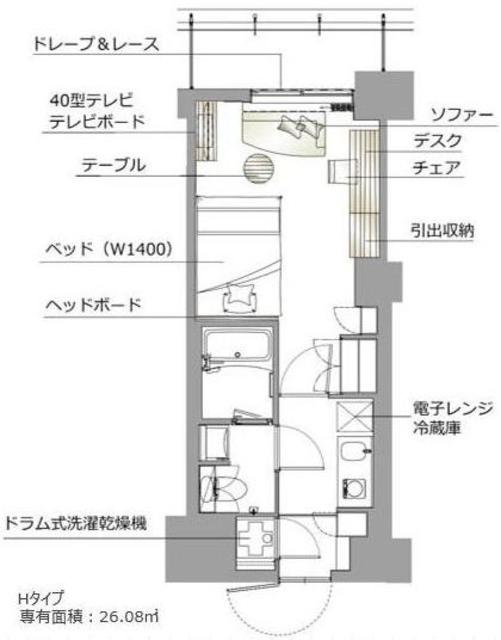 ドレープ＆レース
40型テレビ
テレビボード
ソファー
デスク
テーブル
チェア
引出収納
ベッド（W1400）
ヘッドボード
電子レンジ
冷蔵庫
ドラム式洗濯乾燥機
Hタイプ
専有面積：26.08㎡